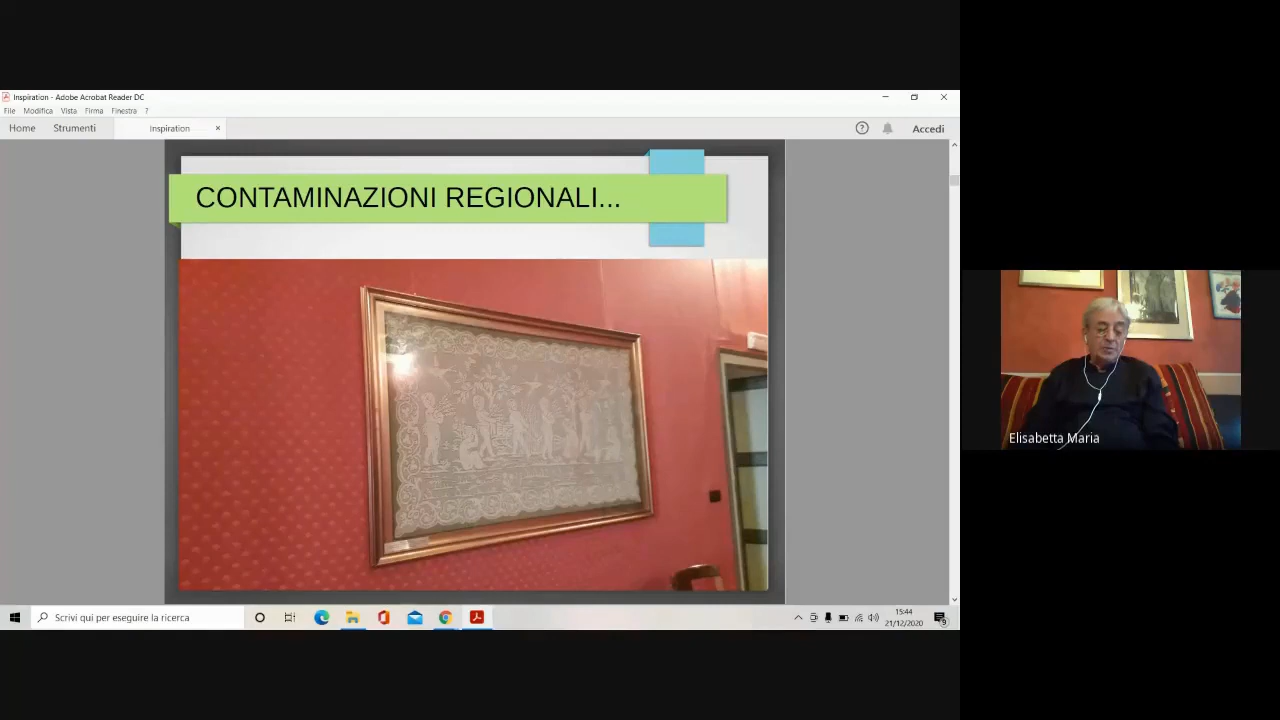 Inspiration - Adobe Acrobat Reader DC
File Modifica Vista Firma Finestra ?
Home Strumenti Inspiration × ? Accedi
CONTAMINAZIONI REGIONALI...
Elisabetta Maria
Scrivi qui per eseguire la ricerca
15:44
21/12/2020
9